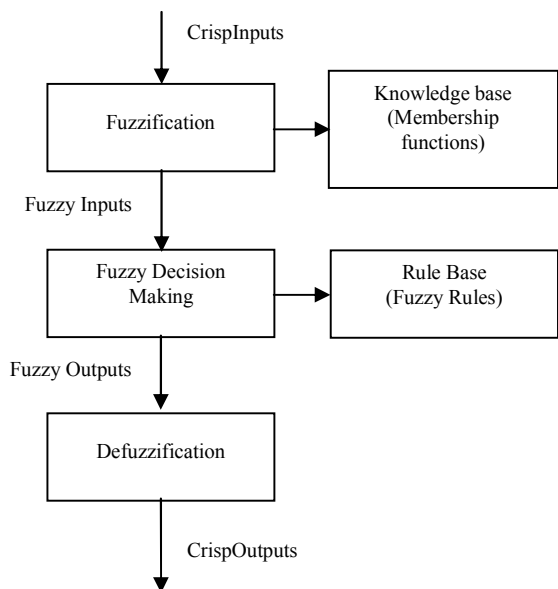 CrispInputs
Fuzzification
Knowledge base
(Membership
functions)
Fuzzy Inputs
Fuzzy Decision
Making
Rule Base
(Fuzzy Rules)
Fuzzy Outputs
Defuzzification
CrispOutputs